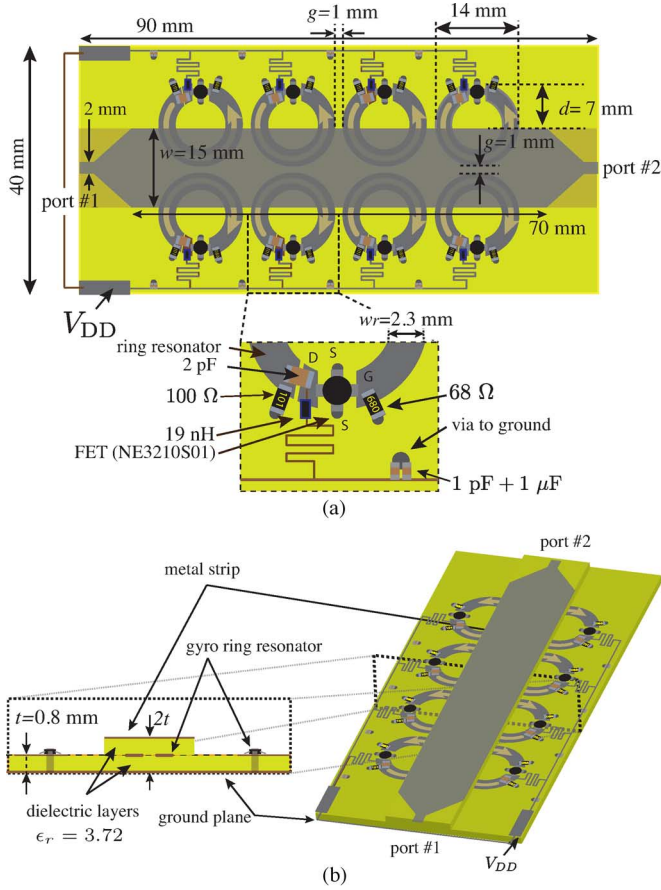 g=1 mm
14 mm
90 mm
2 mm
d= 7 mm
w=15 mm
g=1 mm
40 mm
port #1
port #2
70 mm
V_DD
wr=2.3 mm
ring resonator
D
S
2 pF
G
100 Ω
101
680
68 Ω
19 nH
S
FET (NE3210S01)
via to ground
1 pF + 1 μF
(a)
port #2
metal strip
gyro ring resonator
t=0.8 mm
2t
dielectric layers
ground plane
ϵ_r = 3.72
port #1
V_DD
(b)